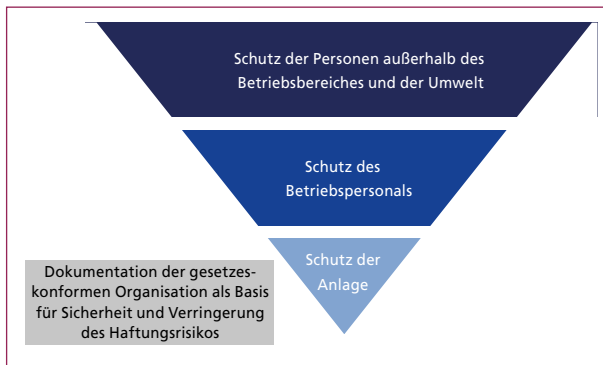 Schutz der Personen außerhalb des
Betriebsbereiches und der Umwelt
Schutz des
Betriebspersonals
Schutz der
Anlage
Dokumentation der gesetzes-
konformen Organisation als Basis
für Sicherheit und Verringerung
des Haftungsrisikos